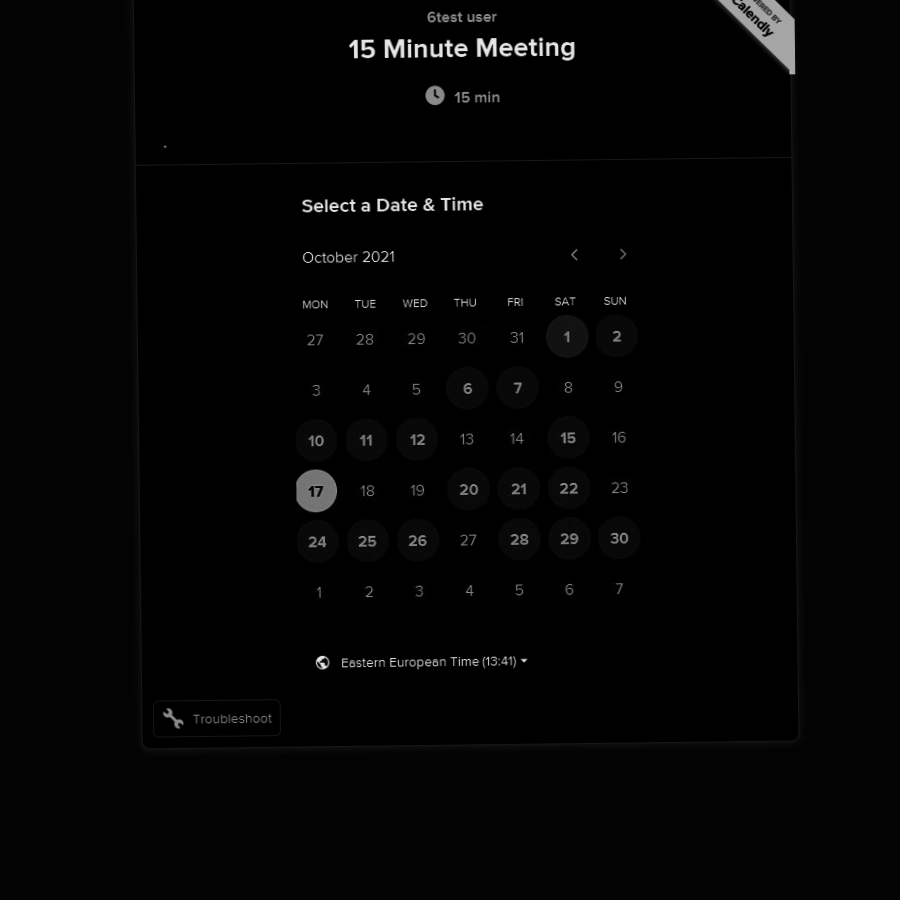 6test user
15 Minute Meeting
15 min
Calendly
Select a Date & Time
October 2021
MON TUE WED THU FRI SAT SUN
27 28 29 30 31 1 2
3 4 5 6 7 8 9
10 11 12 13 14 15 16
17 18 19 20 21 22 23
24 25 26 27 28 29 30
1 2 3 4 5 6 7
Eastern European Time (13:41)
Troubleshoot